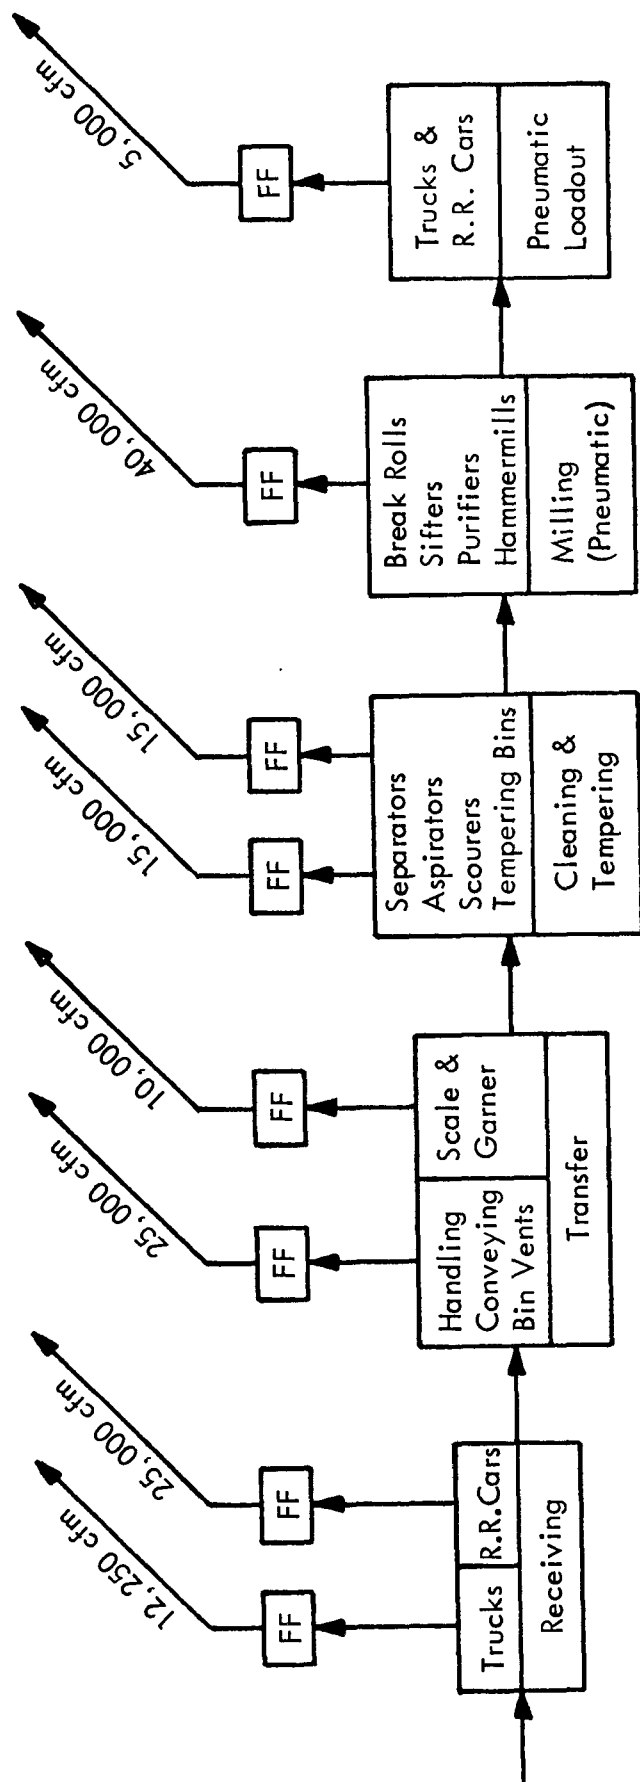 12,250 cfm
FF
Trucks
25,000 cfm
FF
R.R.Cars
Receiving
25,000 cfm
FF
Handling
Conveying
Bin Vents
10,000 cfm
FF
Scale &
Garner
Transfer
15,000 cfm
FF
15,000 cfm
FF
Separators
Aspirators
Scourers
Tempering Bins
Cleaning &
Tempering
40,000 cfm
FF
Break Rolls
Sifters
Purifiers
Hammermills
Milling
(Pneumatic)
5,000 cfm
FF
Trucks &
R.R. Cars
Pneumatic
Loadout